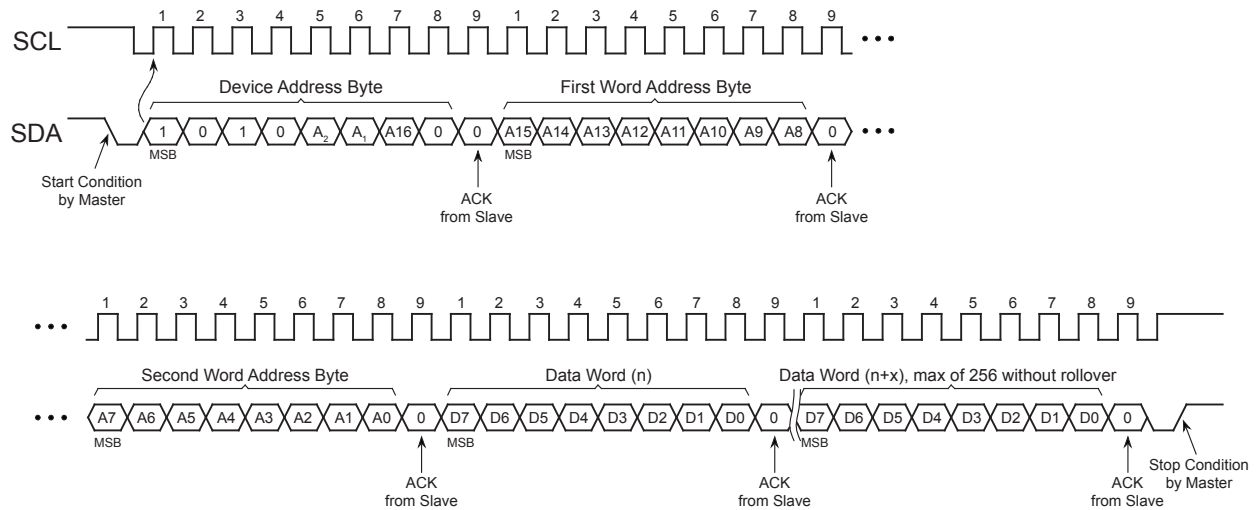 SCL 1 2 3 4 5 6 7 8 9 1 2 3 4 5 6 7 8 9 •••
Device Address Byte First Word Address Byte
SDA 1 0 1 0 A2 A1 A16 0 0 A15 A14 A13 A12 A11 A10 A9 A8 0 •••
MSB MSB
Start Condition
by Master
ACK
from Slave
ACK
from Slave
••• 1 2 3 4 5 6 7 8 9 1 2 3 4 5 6 7 8 9 1 2 3 4 5 6 7 8 9
Second Word Address Byte Data Word (n) Data Word (n+x), max of 256 without rollover
••• A7 A6 A5 A4 A3 A2 A1 A0 0 D7 D6 D5 D4 D3 D2 D1 D0 0 D7 D6 D5 D4 D3 D2 D1 D0 0
MSB MSB MSB
ACK
from Slave
ACK
from Slave
ACK
from Slave
Stop Condition
by Master